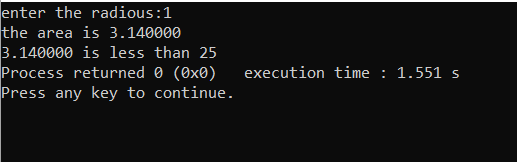 enter the radious:1
the area is 3.140000
3.140000 is less than 25
Process returned 0 (0x0)   execution time : 1.551 s
Press any key to continue.